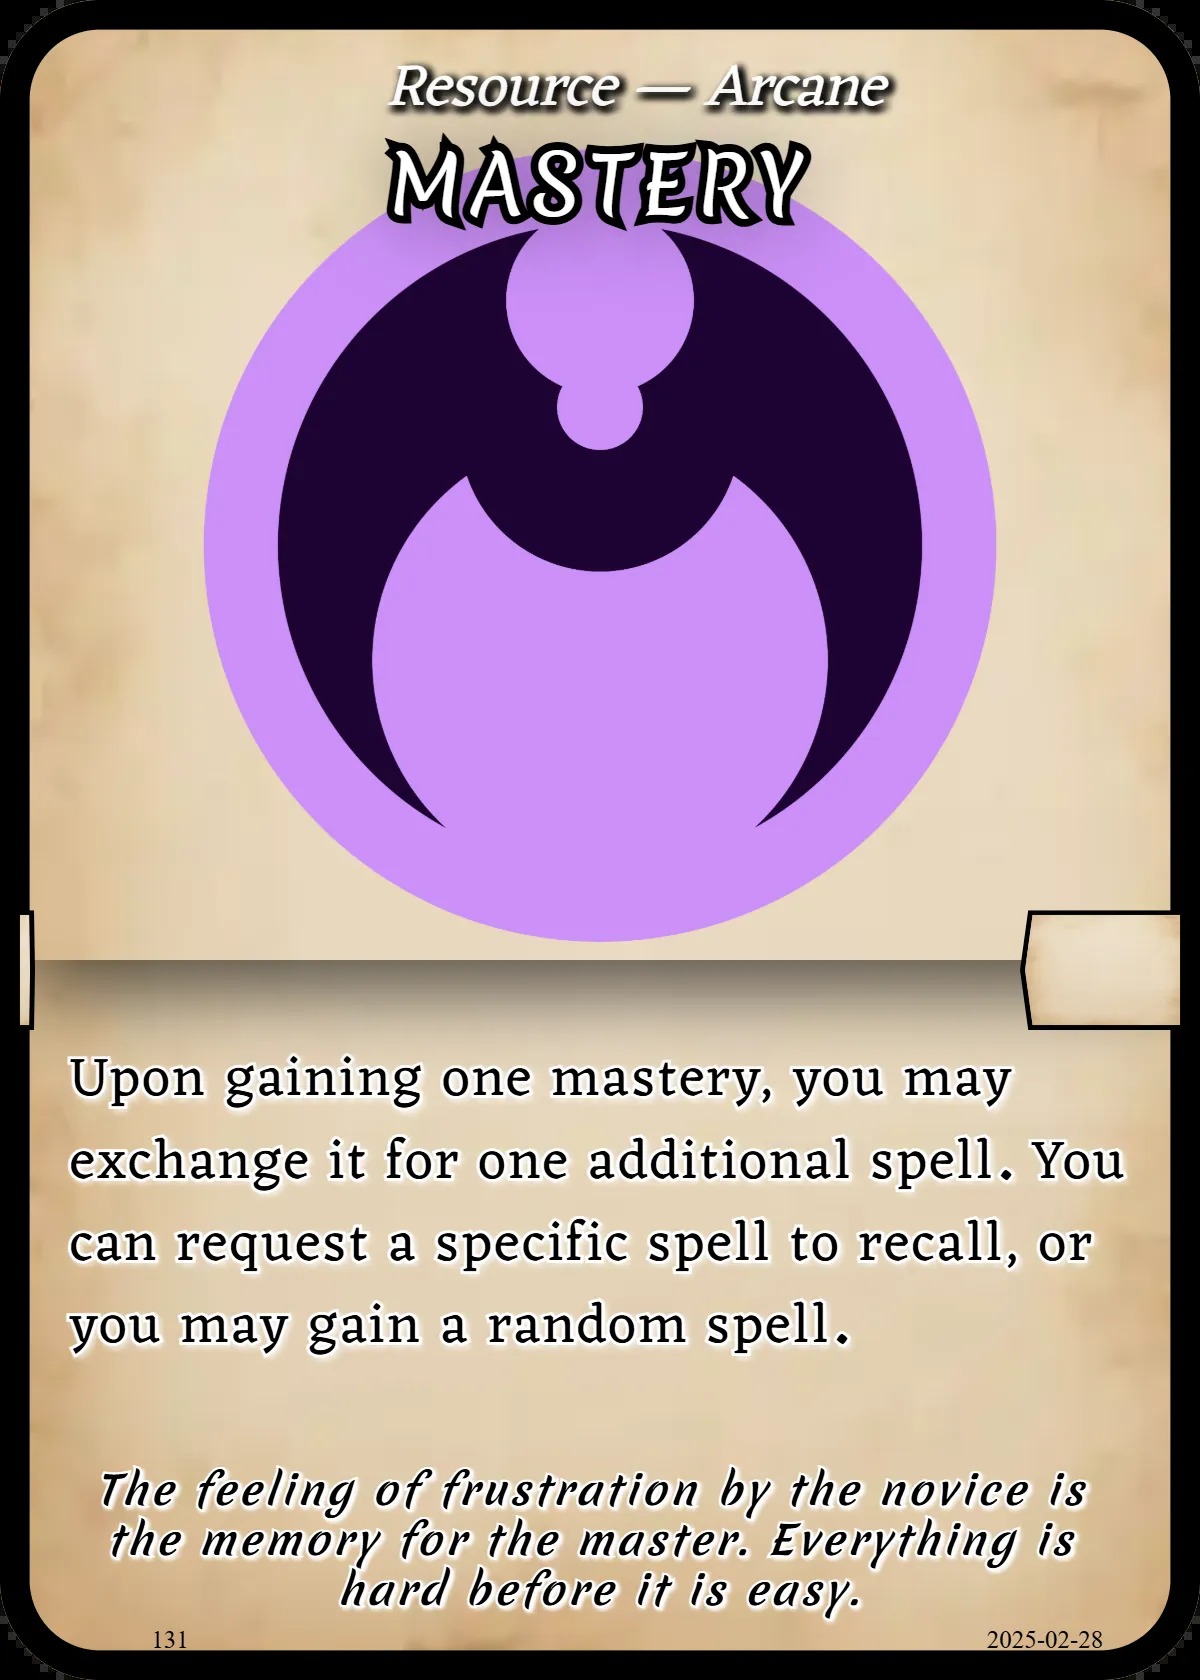 Resource — Arcane
MASTERY
Upon gaining one mastery, you may
exchange it for one additional spell. You
can request a specific spell to recall, or
you may gain a random spell.
The feeling of frustration by the novice is
the memory for the master. Everything is
hard before it is easy.
131
2025-02-28